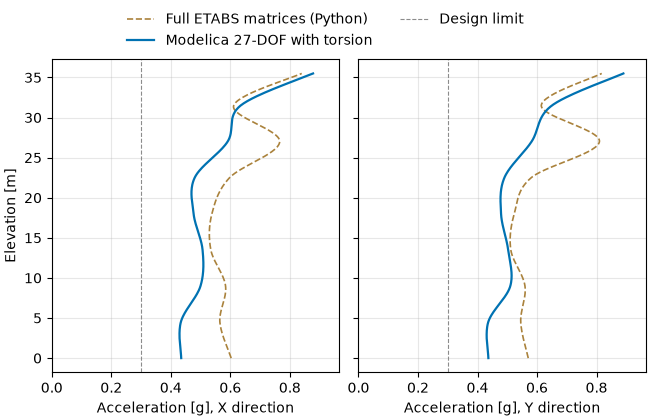 Full ETABS matrices (Python)
Modelica 27-DOF with torsion
Design limit
Elevation [m]
35
30
25
20
15
10
5
0
0.0 0.2 0.4 0.6 0.8
Acceleration [g], X direction
0.0 0.2 0.4 0.6 0.8
Acceleration [g], Y direction